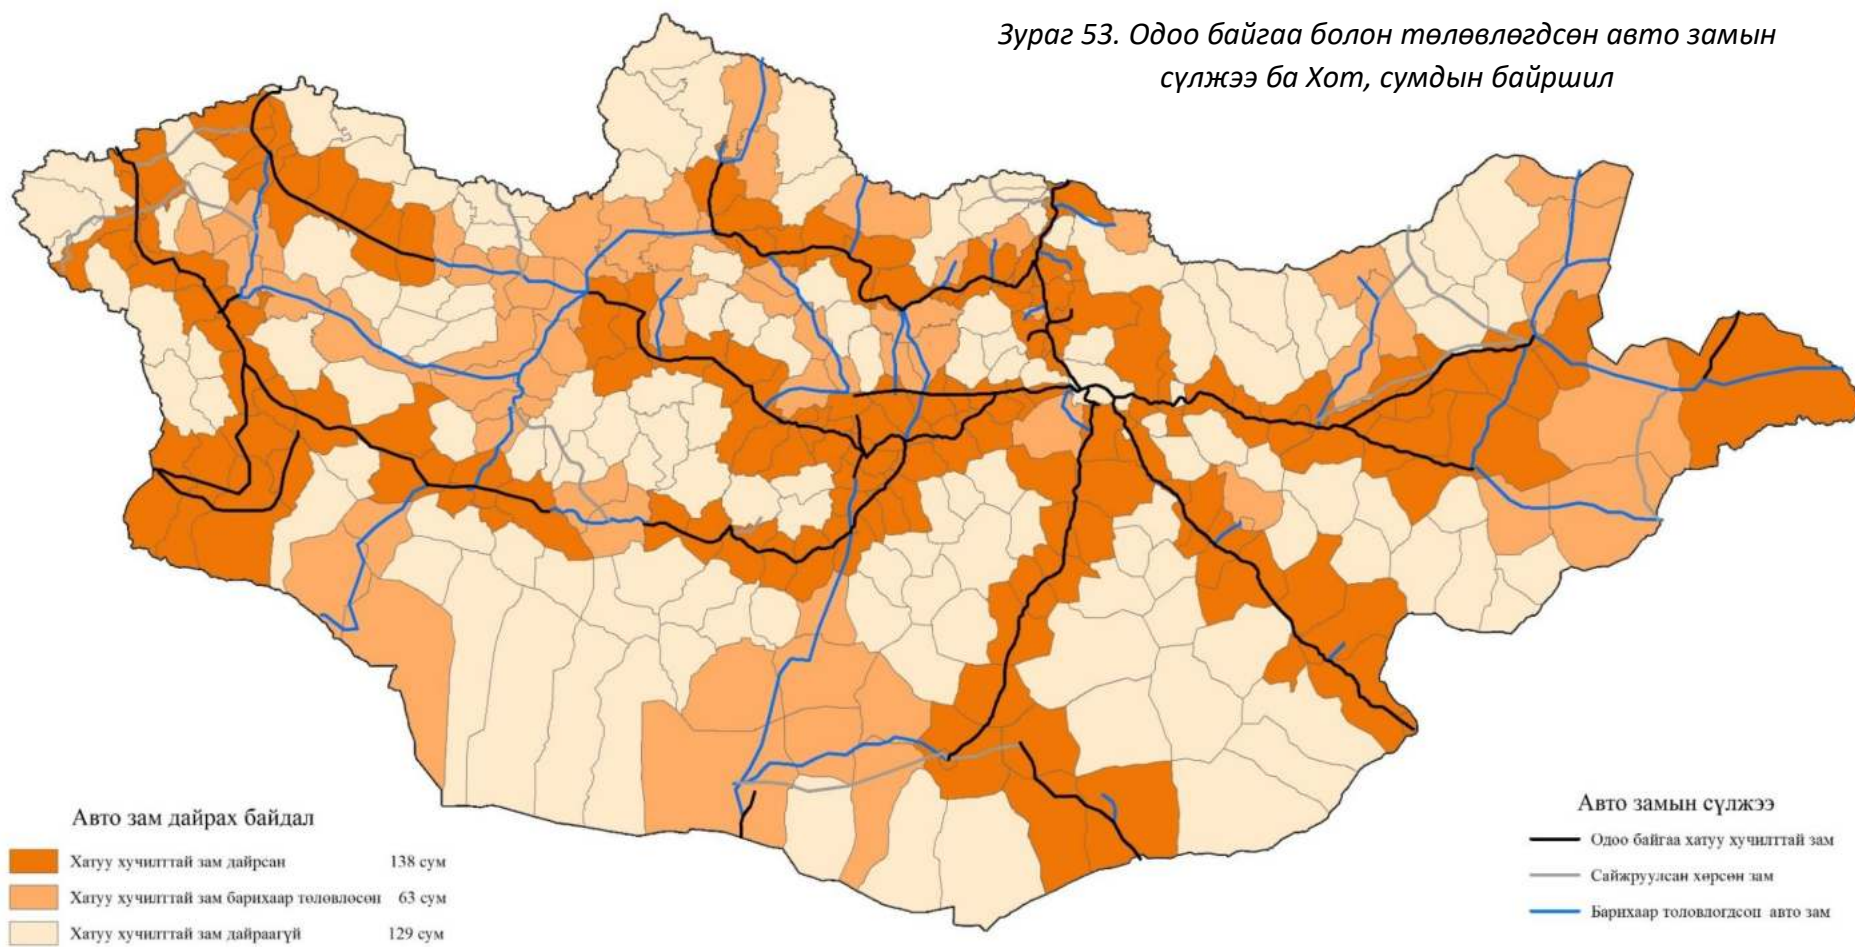 Зураг 53. Одоо байгаа болон төлөвлөгдсөн авто замын
сүлжээ ба Хот, сумдын байршил
Авто зам дайрах байдал
Хатуу хучилттай зам дайрсан 138 сум
Хатуу хучилттай зам барихаар төлөвлөсөн 63 сум
Хатуу хучилттай зам дайраагүй 129 сум
Авто замын сүлжээ
Одоо байгаа хатуу хучилттай зам
Сайжруулсан хөрсөн зам
Барихаар төлөвлөгдсөн авто зам